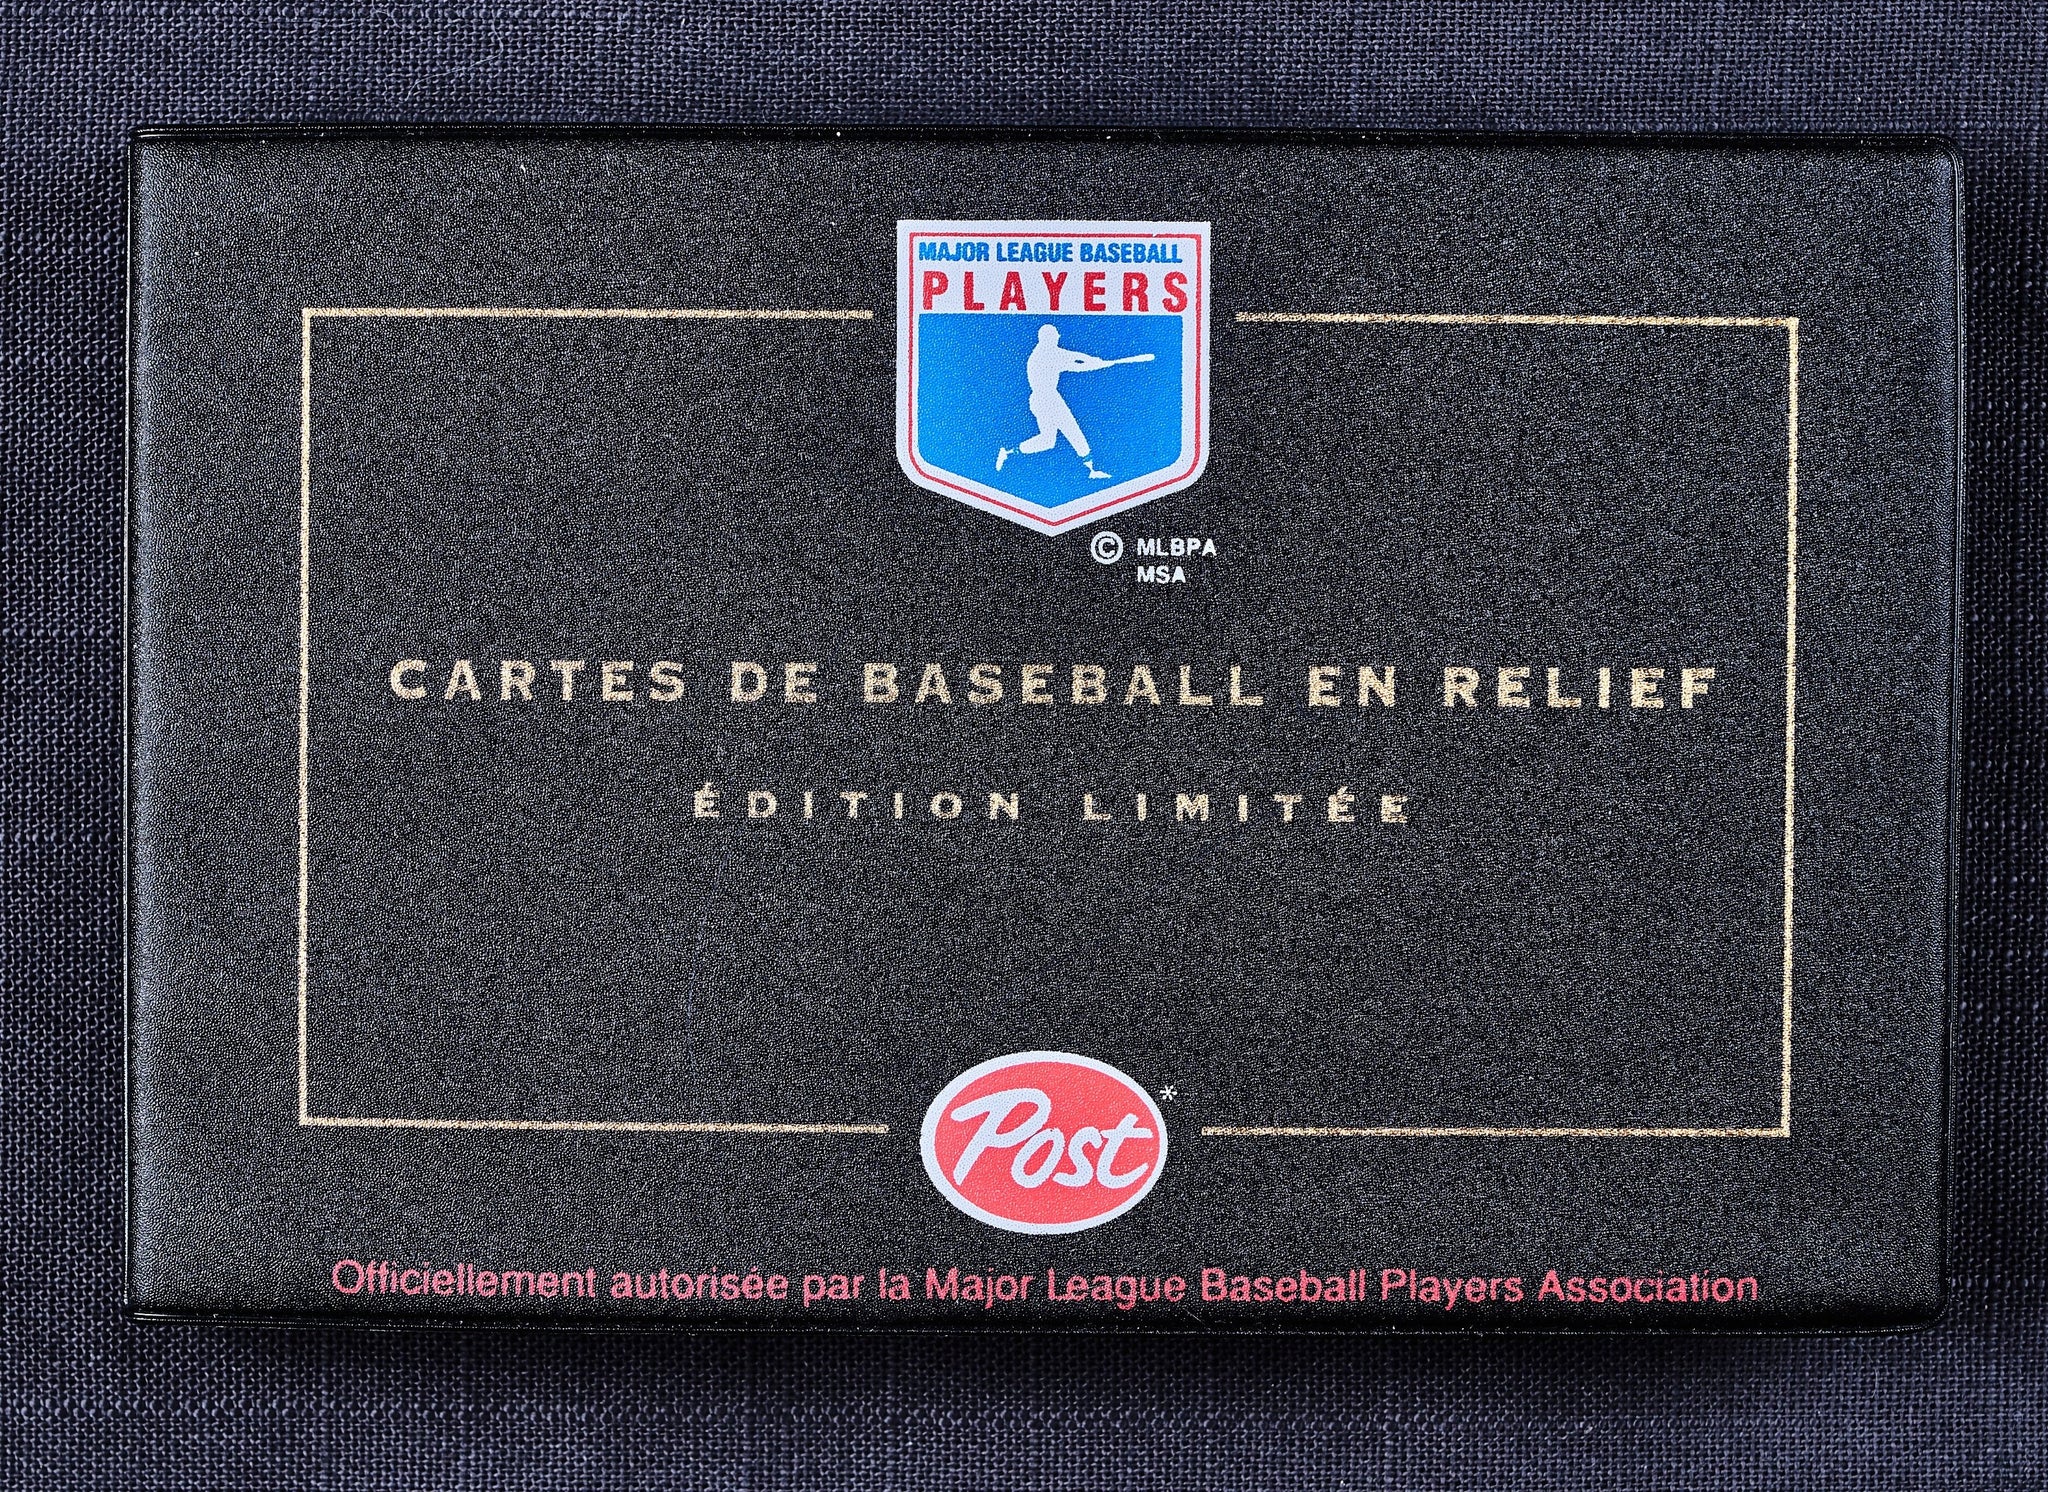 MAJOR LEAGUE BASEBALL
PLAYERS
© MLBPA
MSA
CARTES DE BASEBALL EN RELIEF
ÉDITION LIMITÉE
Post*
Officiellement autorisée par la Major League Baseball Players Association